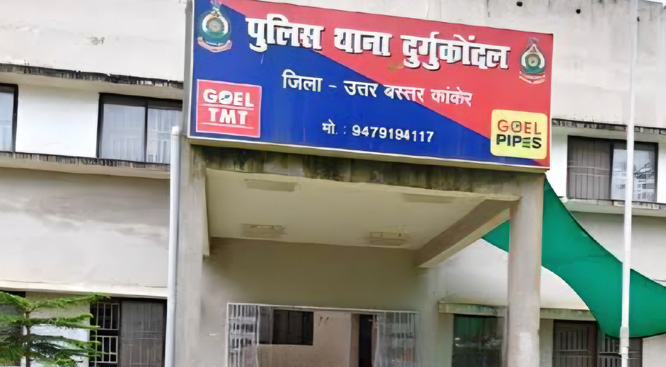 पुलिस थाना दुर्गुकोंदल
जिला - उत्तर बस्तर कांकेर
मो. : 9479194117
GOEL
TMT
GOEL
PIPES